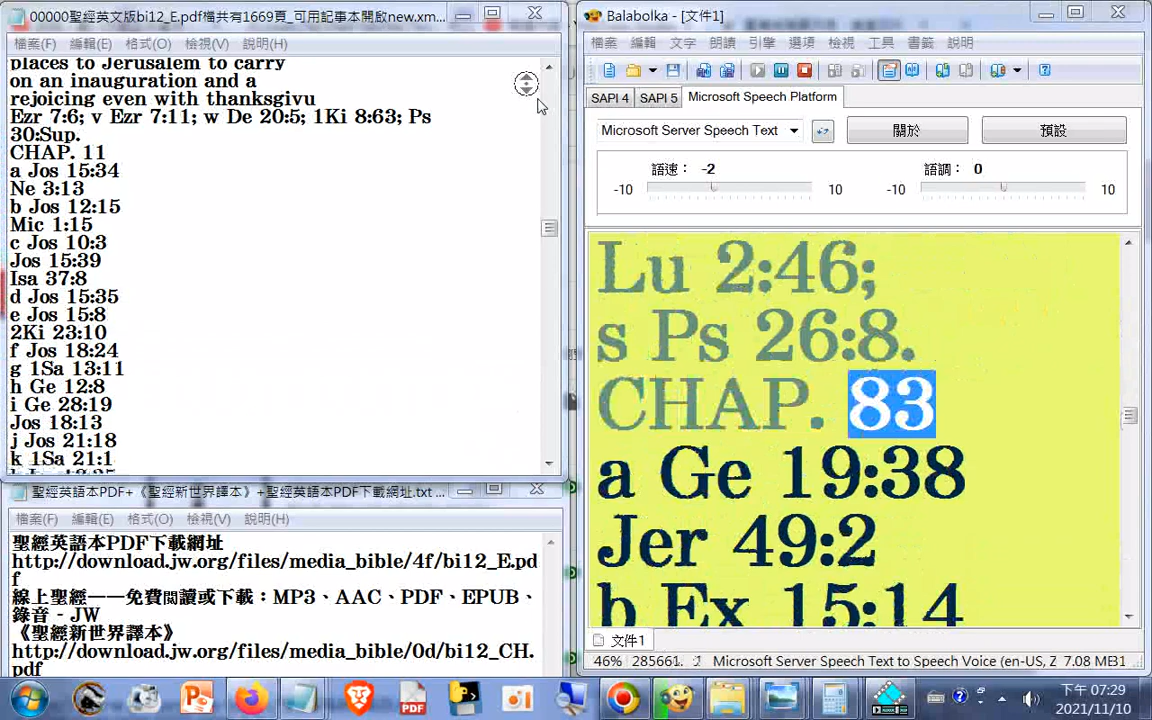 00000聖經英文版bi12_E.pdf檔共有1669頁_可用記事本開啟new.xm...
檔案(F) 編輯(E) 格式(O) 檢視(V) 說明(H)
places to Jerusalem to carry
on an inauguration and a
rejoicing even with thanksgivu
Ezr 7:6; v Ezr 7:11; w De 20:5; 1Ki 8:63; Ps
30:Sup.
CHAP. 11
a Jos 15:34
Ne 3:13
b Jos 12:15
Mic 1:15
c Jos 10:3
Jos 15:39
Isa 37:8
d Jos 15:35
e Jos 15:8
2Ki 23:10
f Jos 18:24
g 1Sa 13:11
h Ge 12:8
i Ge 28:19
Jos 18:13
j Jos 21:18
k 1Sa 21:1
聖經英語本PDF+《聖經新世界譯本》+聖經英語本PDF下載網址.txt ...
檔案(F) 編輯(E) 格式(O) 檢視(V) 說明(H)
聖經英語本PDF下載網址
http://download.jw.org/files/media_bible/4f/bi12_E.pd
f
線上聖經——免費閱讀或下載：MP3、AAC、PDF、EPUB、
錄音 - JW
《聖經新世界譯本》
http://download.jw.org/files/media_bible/0d/bi12_CH.
pdf
Balabolka - [文件1]
檔案 編輯 文字 朗讀 引擎 選項 檢視 工具 書籤 說明
SAPI 4 SAPI 5 Microsoft Speech Platform
Microsoft Server Speech Text 關於 預設
語速： -2 語調： 0
-10 10 -10 10
Lu 2:46;
s Ps 26:8.
CHAP. 83
a Ge 19:38
Jer 49:2
b Ex 15:14
文件1
46% 285661. Microsoft Server Speech Text to Speech Voice (en-US, Z 7.08 MB
PDF
下午 07:29
2021/11/10